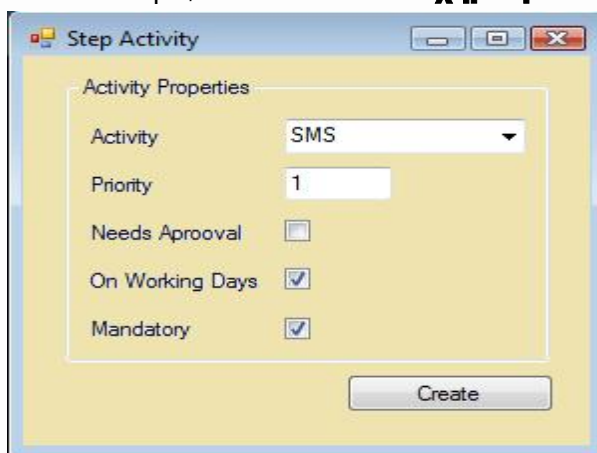 Step Activity
Activity Properties
Activity SMS
Priority 1
Needs Aprooval
On Working Days
Mandatory
Create